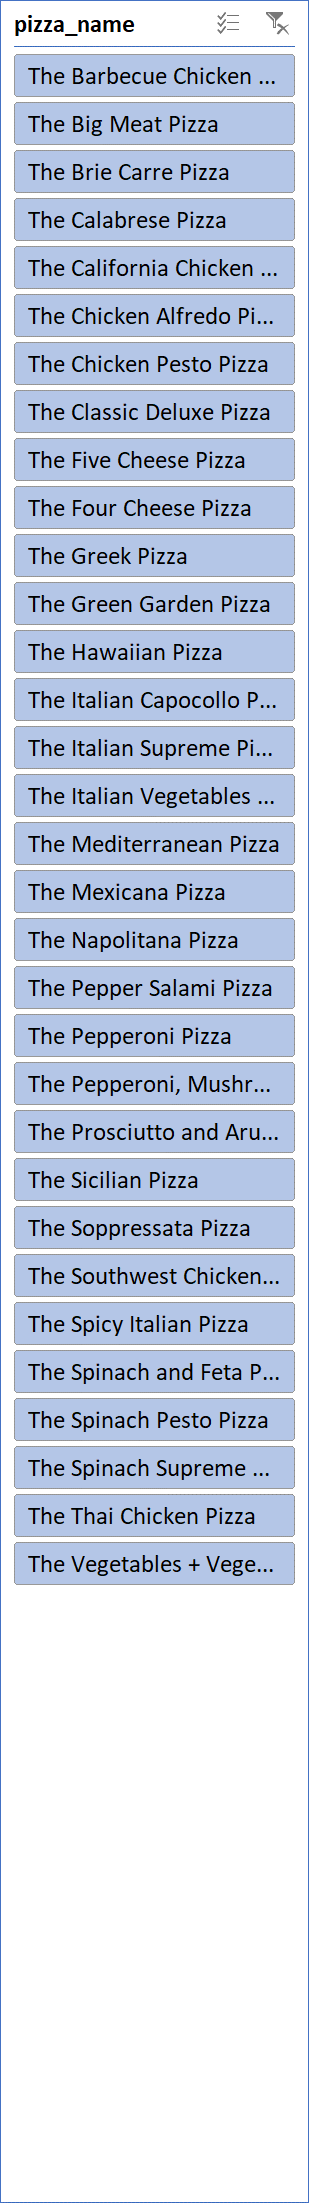 pizza_name
The Barbecue Chicken ...
The Big Meat Pizza
The Brie Carre Pizza
The Calabrese Pizza
The California Chicken ...
The Chicken Alfredo Pi...
The Chicken Pesto Pizza
The Classic Deluxe Pizza
The Five Cheese Pizza
The Four Cheese Pizza
The Greek Pizza
The Green Garden Pizza
The Hawaiian Pizza
The Italian Capocollo P...
The Italian Supreme Pi...
The Italian Vegetables ...
The Mediterranean Pizza
The Mexicana Pizza
The Napolitana Pizza
The Pepper Salami Pizza
The Pepperoni Pizza
The Pepperoni, Mushr...
The Prosciutto and Aru...
The Sicilian Pizza
The Soppressata Pizza
The Southwest Chicken...
The Spicy Italian Pizza
The Spinach and Feta P...
The Spinach Pesto Pizza
The Spinach Supreme ...
The Thai Chicken Pizza
The Vegetables + Vege...